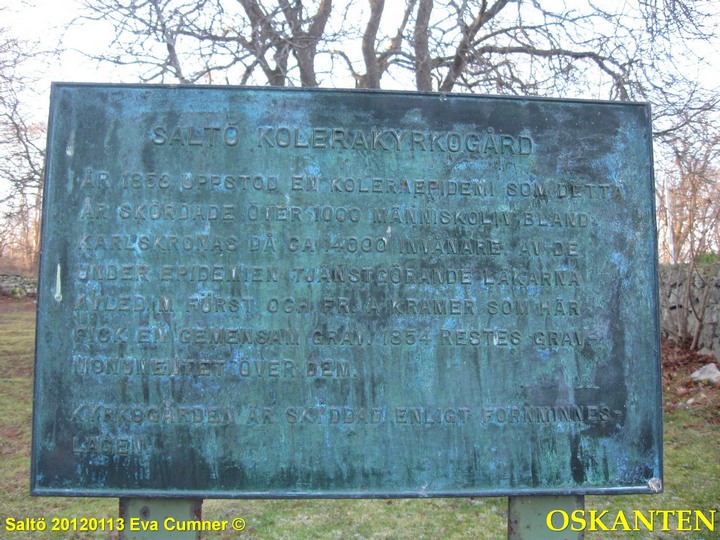 SALTÖ KOLERAKYRKOGÅRD
ÅR 1853 UPPSTOD EN KOLERAEPIDEMI SOM DETTA
ÅR SKÖRDADE ÖVER 1000 MÄNNISKOLIV BLAND
KARLSKRONAS DÅ CA 14000 INVÅNARE. AV DE
UNDER EPIDEMIEN TJÄNSTGÖRANDE LÄKARNA
AVLED M. FÜRST OCH FR. A KRAMER SOM HÄR
FICK EN GEMENSAM GRAV. 1854 RESTES GRAV-
MONUMENTET ÖVER DEM.
KYRKOGÅRDEN ÄR SKYDDAD ENLIGT FORNMINNES-
LAGEN
Saltö 20120113 Eva Cumner ©
OSKANTEN